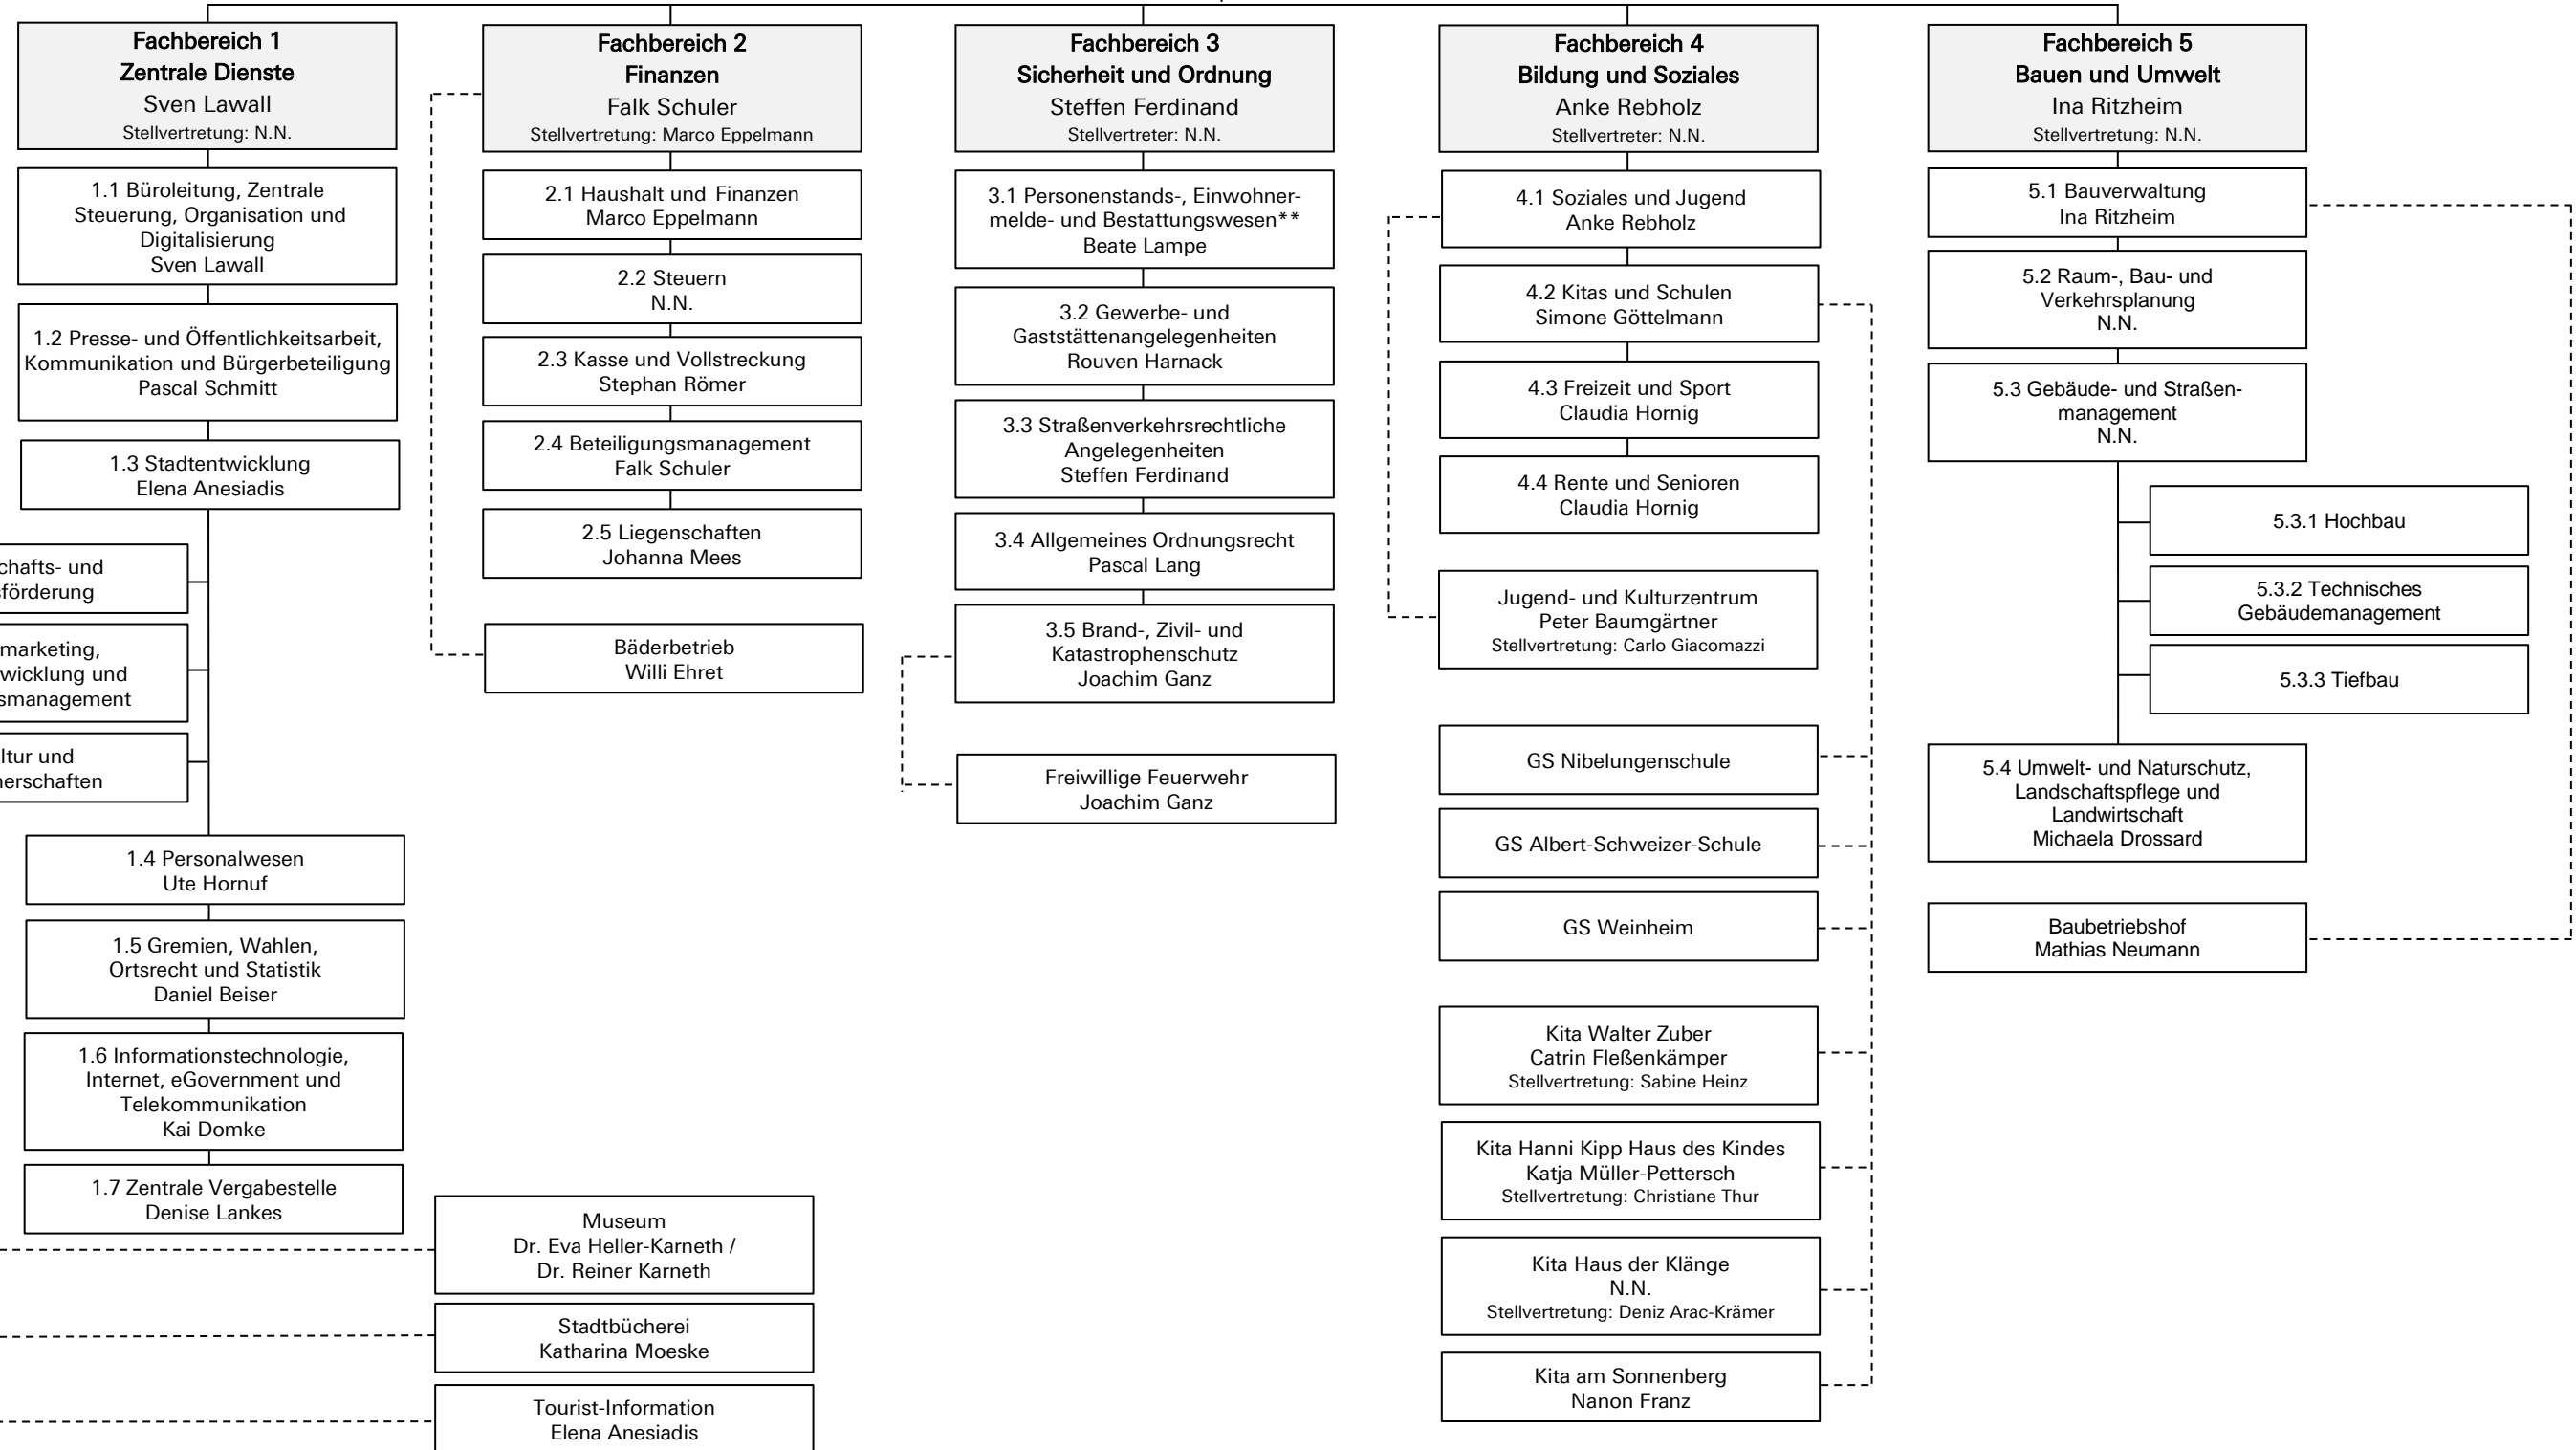 Fachbereich 1
Zentrale Dienste
Sven Lawall
Stellvertretung: N.N.
1.1 Büroleitung, Zentrale
Steuerung, Organisation und
Digitalisierung
Sven Lawall
1.2 Presse- und Öffentlichkeitsarbeit,
Kommunikation und Bürgerbeteiligung
Pascal Schmitt
1.3 Stadtentwicklung
Elena Anesiadis
chafts- und
förderung
marketing,
wicklung und
smanagement
ltur und
nerschaften
1.4 Personalwesen
Ute Hornuf
1.5 Gremien, Wahlen,
Ortsrecht und Statistik
Daniel Beiser
1.6 Informationstechnologie,
Internet, eGovernment und
Telekommunikation
Kai Domke
1.7 Zentrale Vergabestelle
Denise Lankes
Museum
Dr. Eva Heller-Karneth /
Dr. Reiner Karneth
Stadtbücherei
Katharina Moeske
Tourist-Information
Elena Anesiadis
Fachbereich 2
Finanzen
Falk Schuler
Stellvertretung: Marco Eppelmann
2.1 Haushalt und Finanzen
Marco Eppelmann
2.2 Steuern
N.N.
2.3 Kasse und Vollstreckung
Stephan Römer
2.4 Beteiligungsmanagement
Falk Schuler
2.5 Liegenschaften
Johanna Mees
Bäderbetrieb
Willi Ehret
Fachbereich 3
Sicherheit und Ordnung
Steffen Ferdinand
Stellvertreter: N.N.
3.1 Personenstands-, Einwohner-
melde- und Bestattungswesen**
Beate Lampe
3.2 Gewerbe- und
Gaststättenangelegenheiten
Rouven Harnack
3.3 Straßenverkehrsrechtliche
Angelegenheiten
Steffen Ferdinand
3.4 Allgemeines Ordnungsrecht
Pascal Lang
3.5 Brand-, Zivil- und
Katastrophenschutz
Joachim Ganz
Freiwillige Feuerwehr
Joachim Ganz
Fachbereich 4
Bildung und Soziales
Anke Rebholz
Stellvertreter: N.N.
4.1 Soziales und Jugend
Anke Rebholz
4.2 Kitas und Schulen
Simone Göttelmann
4.3 Freizeit und Sport
Claudia Hornig
4.4 Rente und Senioren
Claudia Hornig
Jugend- und Kulturzentrum
Peter Baumgärtner
Stellvertretung: Carlo Giacomazzi
GS Nibelungenschule
GS Albert-Schweizer-Schule
GS Weinheim
Kita Walter Zuber
Catrin Fleßenkämper
Stellvertretung: Sabine Heinz
Kita Hanni Kipp Haus des Kindes
Katja Müller-Pettersch
Stellvertretung: Christiane Thur
Kita Haus der Klänge
N.N.
Stellvertretung: Deniz Arac-Krämer
Kita am Sonnenberg
Nanon Franz
Fachbereich 5
Bauen und Umwelt
Ina Ritzheim
Stellvertretung: N.N.
5.1 Bauverwaltung
Ina Ritzheim
5.2 Raum-, Bau- und
Verkehrsplanung
N.N.
5.3 Gebäude- und Straßen-
management
N.N.
5.3.1 Hochbau
5.3.2 Technisches
Gebäudemanagement
5.3.3 Tiefbau
5.4 Umwelt- und Naturschutz,
Landschaftspflege und
Landwirtschaft
Michaela Drossard
Baubetriebshof
Mathias Neumann